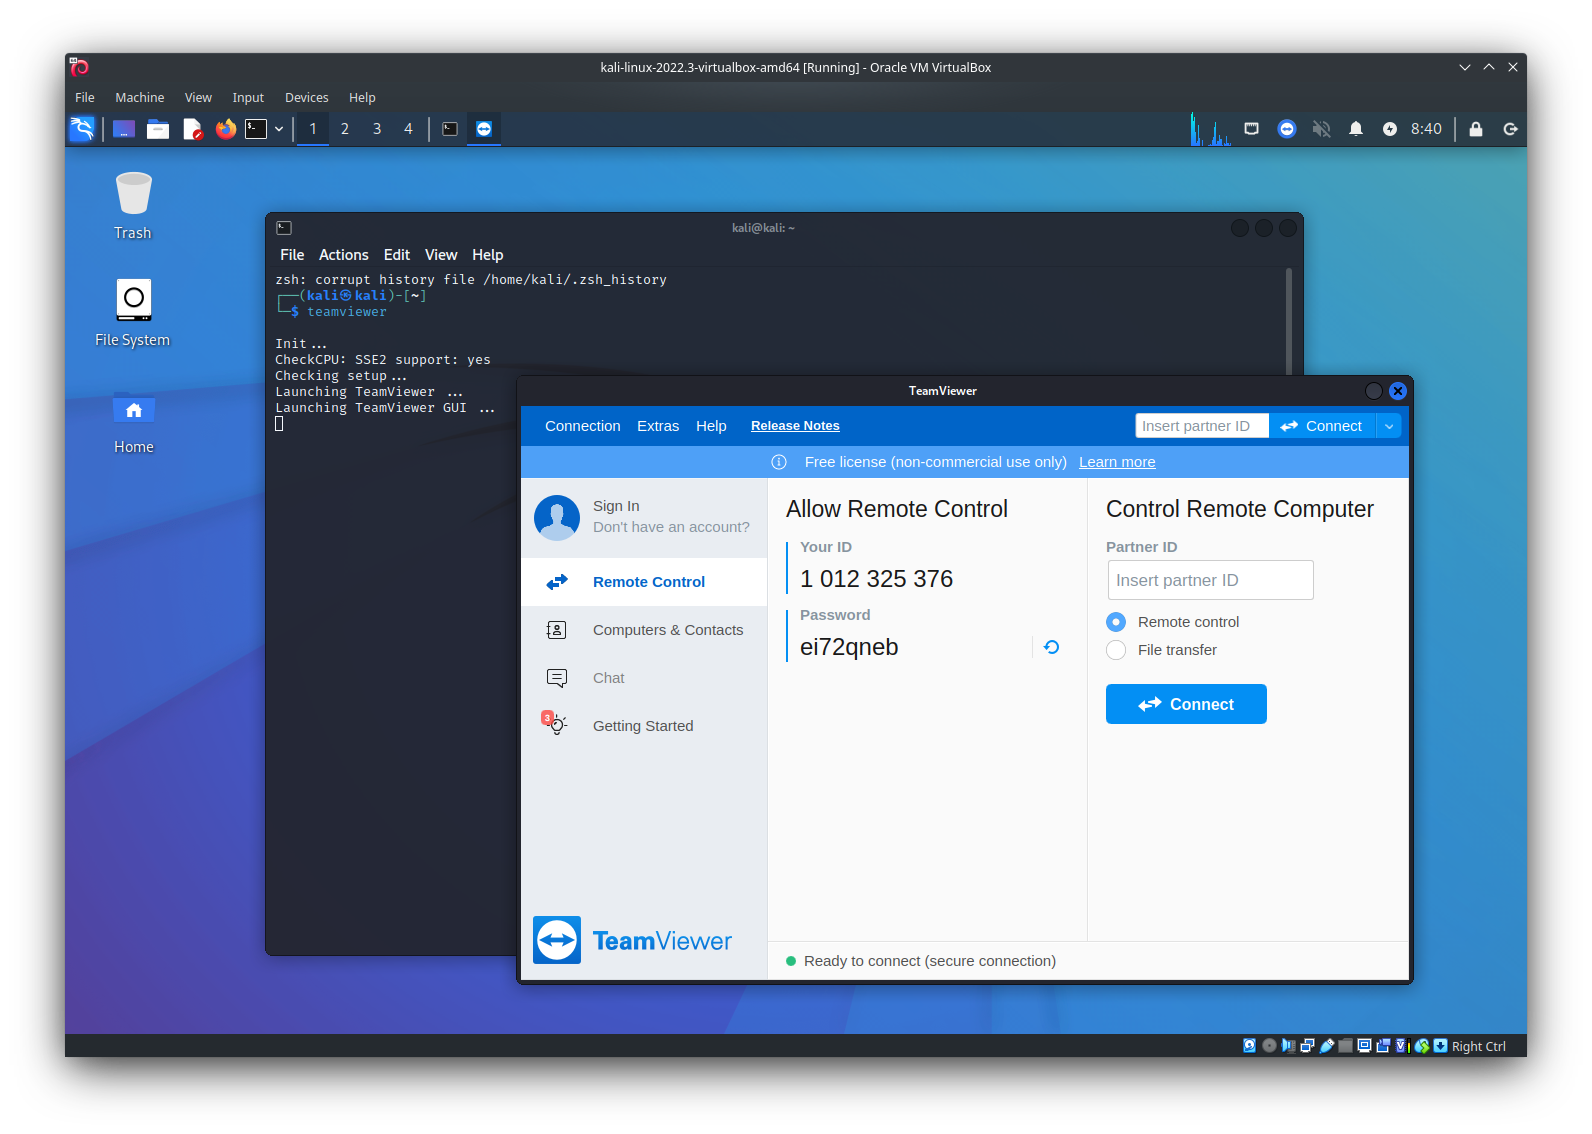 kali-linux-2022.3-virtualbox-amd64 [Running] - Oracle VM VirtualBox
File Machine View Input Devices Help
1 2 3 4 8:40
Trash
File System
Home
kali@kali: ~
File Actions Edit View Help
zsh: corrupt history file /home/kali/.zsh_history
┌──(kali㉿kali)-[~]
└─$ teamviewer
Init...
CheckCPU: SSE2 support: yes
Checking setup...
Launching TeamViewer ...
Launching TeamViewer GUI ...
TeamViewer
Connection Extras Help Release Notes Insert partner ID Connect
Free license (non-commercial use only) Learn more
Sign In
Don't have an account?
Remote Control
Computers & Contacts
Chat
3
Getting Started
TeamViewer
Allow Remote Control
Your ID
1 012 325 376
Password
ei72qneb
Control Remote Computer
Partner ID
Insert partner ID
Remote control
File transfer
Connect
Ready to connect (secure connection)
Right Ctrl